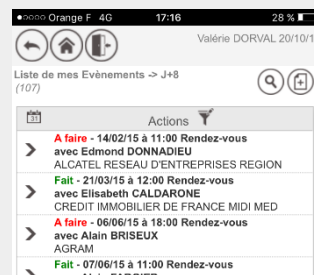 Orange F 4G 17:16 28 %
Valérie DORVAL 20/10/1
Liste de mes Evènements -> J+8
(107)
31 Actions
A faire - 14/02/15 à 11:00 Rendez-vous
avec Edmond DONNADIEU
ALCATEL RESEAU D'ENTREPRISES REGION
Fait - 21/03/15 à 12:00 Rendez-vous
avec Elisabeth CALDARONE
CREDIT IMMOBILIER DE FRANCE MIDI MED
A faire - 06/06/15 à 18:00 Rendez-vous
avec Alain BRISEUX
AGRAM
Fait - 07/06/15 à 11:00 Rendez-vous